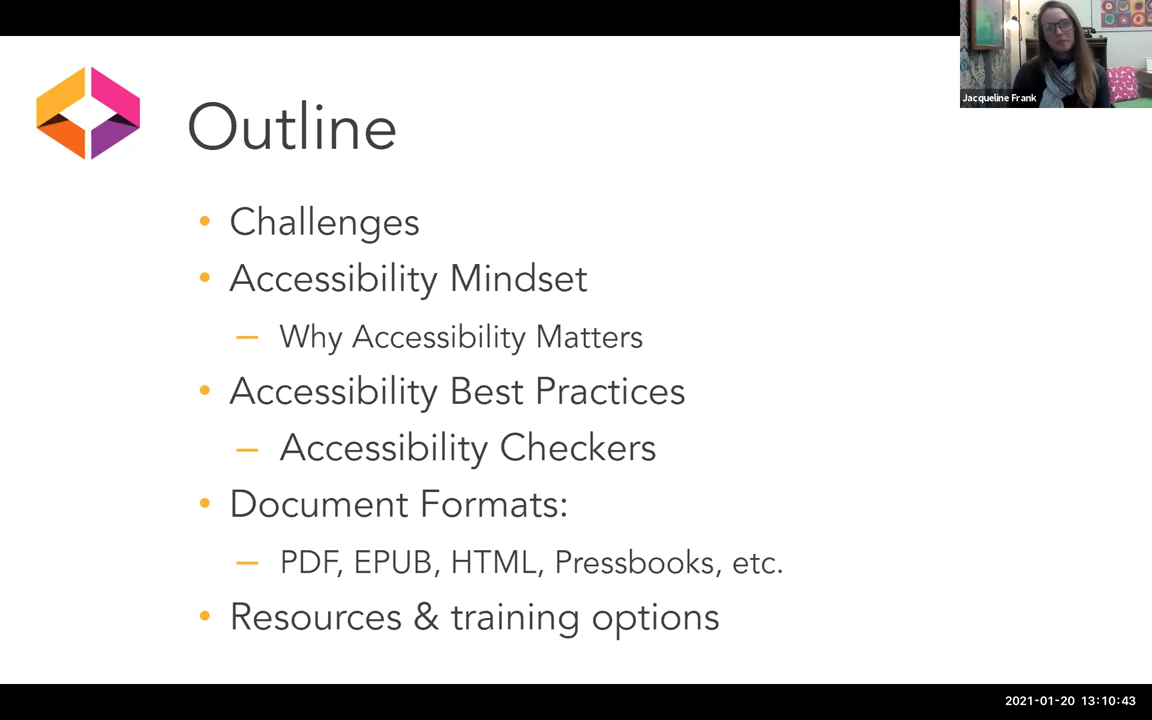 Jacqueline Frank
Outline
• Challenges
• Accessibility Mindset
– Why Accessibility Matters
• Accessibility Best Practices
– Accessibility Checkers
• Document Formats:
– PDF, EPUB, HTML, Pressbooks, etc.
• Resources & training options
2021-01-20 13:10:43